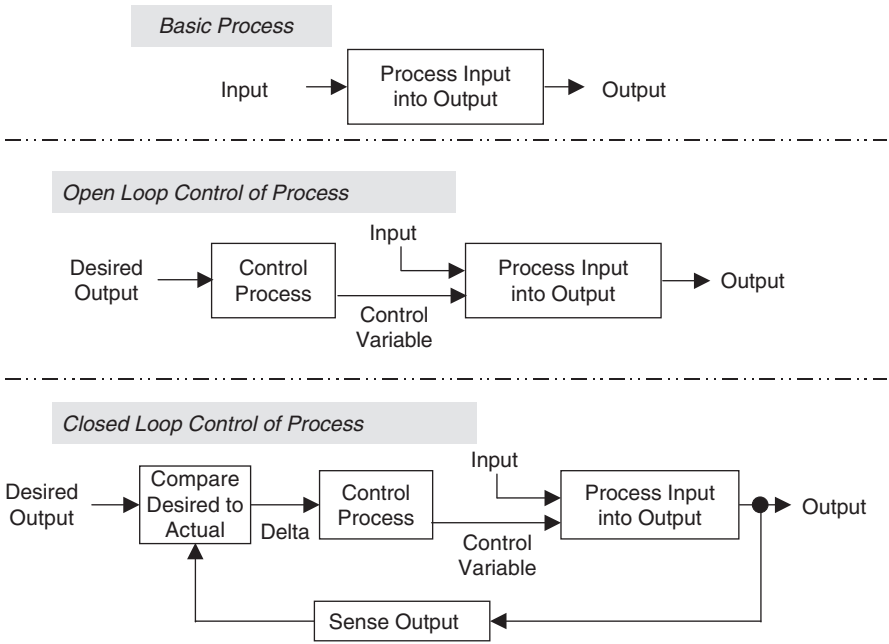 Basic Process
Input
Process Input
into Output
Output
Open Loop Control of Process
Input
Desired
Output
Control
Process
Control
Variable
Process Input
into Output
Output
Closed Loop Control of Process
Desired
Output
Compare
Desired to
Actual
Delta
Control
Process
Input
Control
Variable
Process Input
into Output
Output
Sense Output